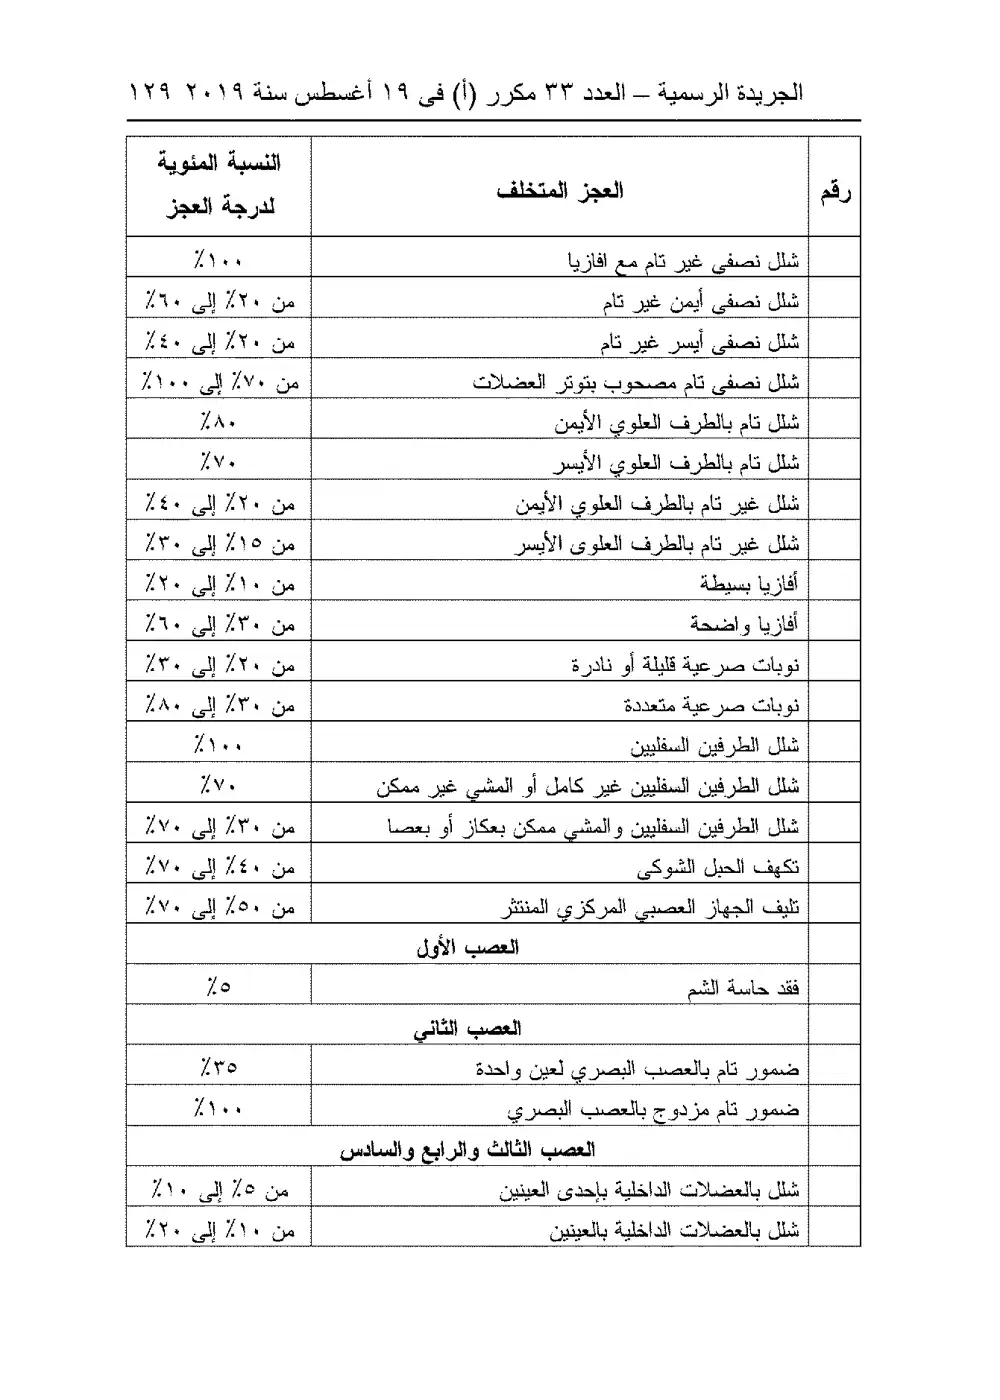 الجريدة الرسمية – العدد ٣٣ مكرر (أ) فى ١٩ أغسطس سنة ٢٠١٩ ١٢٩
رقم العجز المتخلف النسبة المئوية لدرجة العجز
شلل نصفى غير تام مع افازيا ١٠٠٪
شلل نصفى أيمن غير تام من ٢٠٪ إلى ٦٠٪
شلل نصفى أيسر غير تام من ٢٠٪ إلى ٤٠٪
شلل نصفى تام مصحوب بتوتر العضلات من ٧٠٪ إلى ١٠٠٪
شلل تام بالطرف العلوي الأيمن ٨٠٪
شلل تام بالطرف العلوي الأيسر ٧٠٪
شلل غير تام بالطرف العلوي الأيمن من ٢٠٪ إلى ٤٠٪
شلل غير تام بالطرف العلوى الأيسر من ١٥٪ إلى ٣٠٪
أفازيا بسيطة من ١٠٪ إلى ٢٠٪
أفازيا واضحة من ٣٠٪ إلى ٦٠٪
نوبات صرعية قليلة أو نادرة من ٢٠٪ إلى ٣٠٪
نوبات صرعية متعددة من ٣٠٪ إلى ٨٠٪
شلل الطرفين السفليين ١٠٠٪
شلل الطرفين السفليين غير كامل أو المشي غير ممكن ٧٠٪
شلل الطرفين السفليين والمشي ممكن بعكاز أو بعصا من ٣٠٪ إلى ٧٠٪
تكهف الحبل الشوكى من ٤٠٪ إلى ٧٠٪
تليف الجهاز العصبي المركزي المنتثر من ٥٠٪ إلى ٧٠٪
العصب الأول
فقد حاسة الشم ٥٪
العصب الثاني
ضمور تام بالعصب البصري لعين واحدة ٣٥٪
ضمور تام مزدوج بالعصب البصري ١٠٠٪
العصب الثالث والرابع والسادس
شلل بالعضلات الداخلية بإحدى العينين من ٥٪ إلى ١٠٪
شلل بالعضلات الداخلية بالعينين من ١٠٪ إلى ٢٠٪